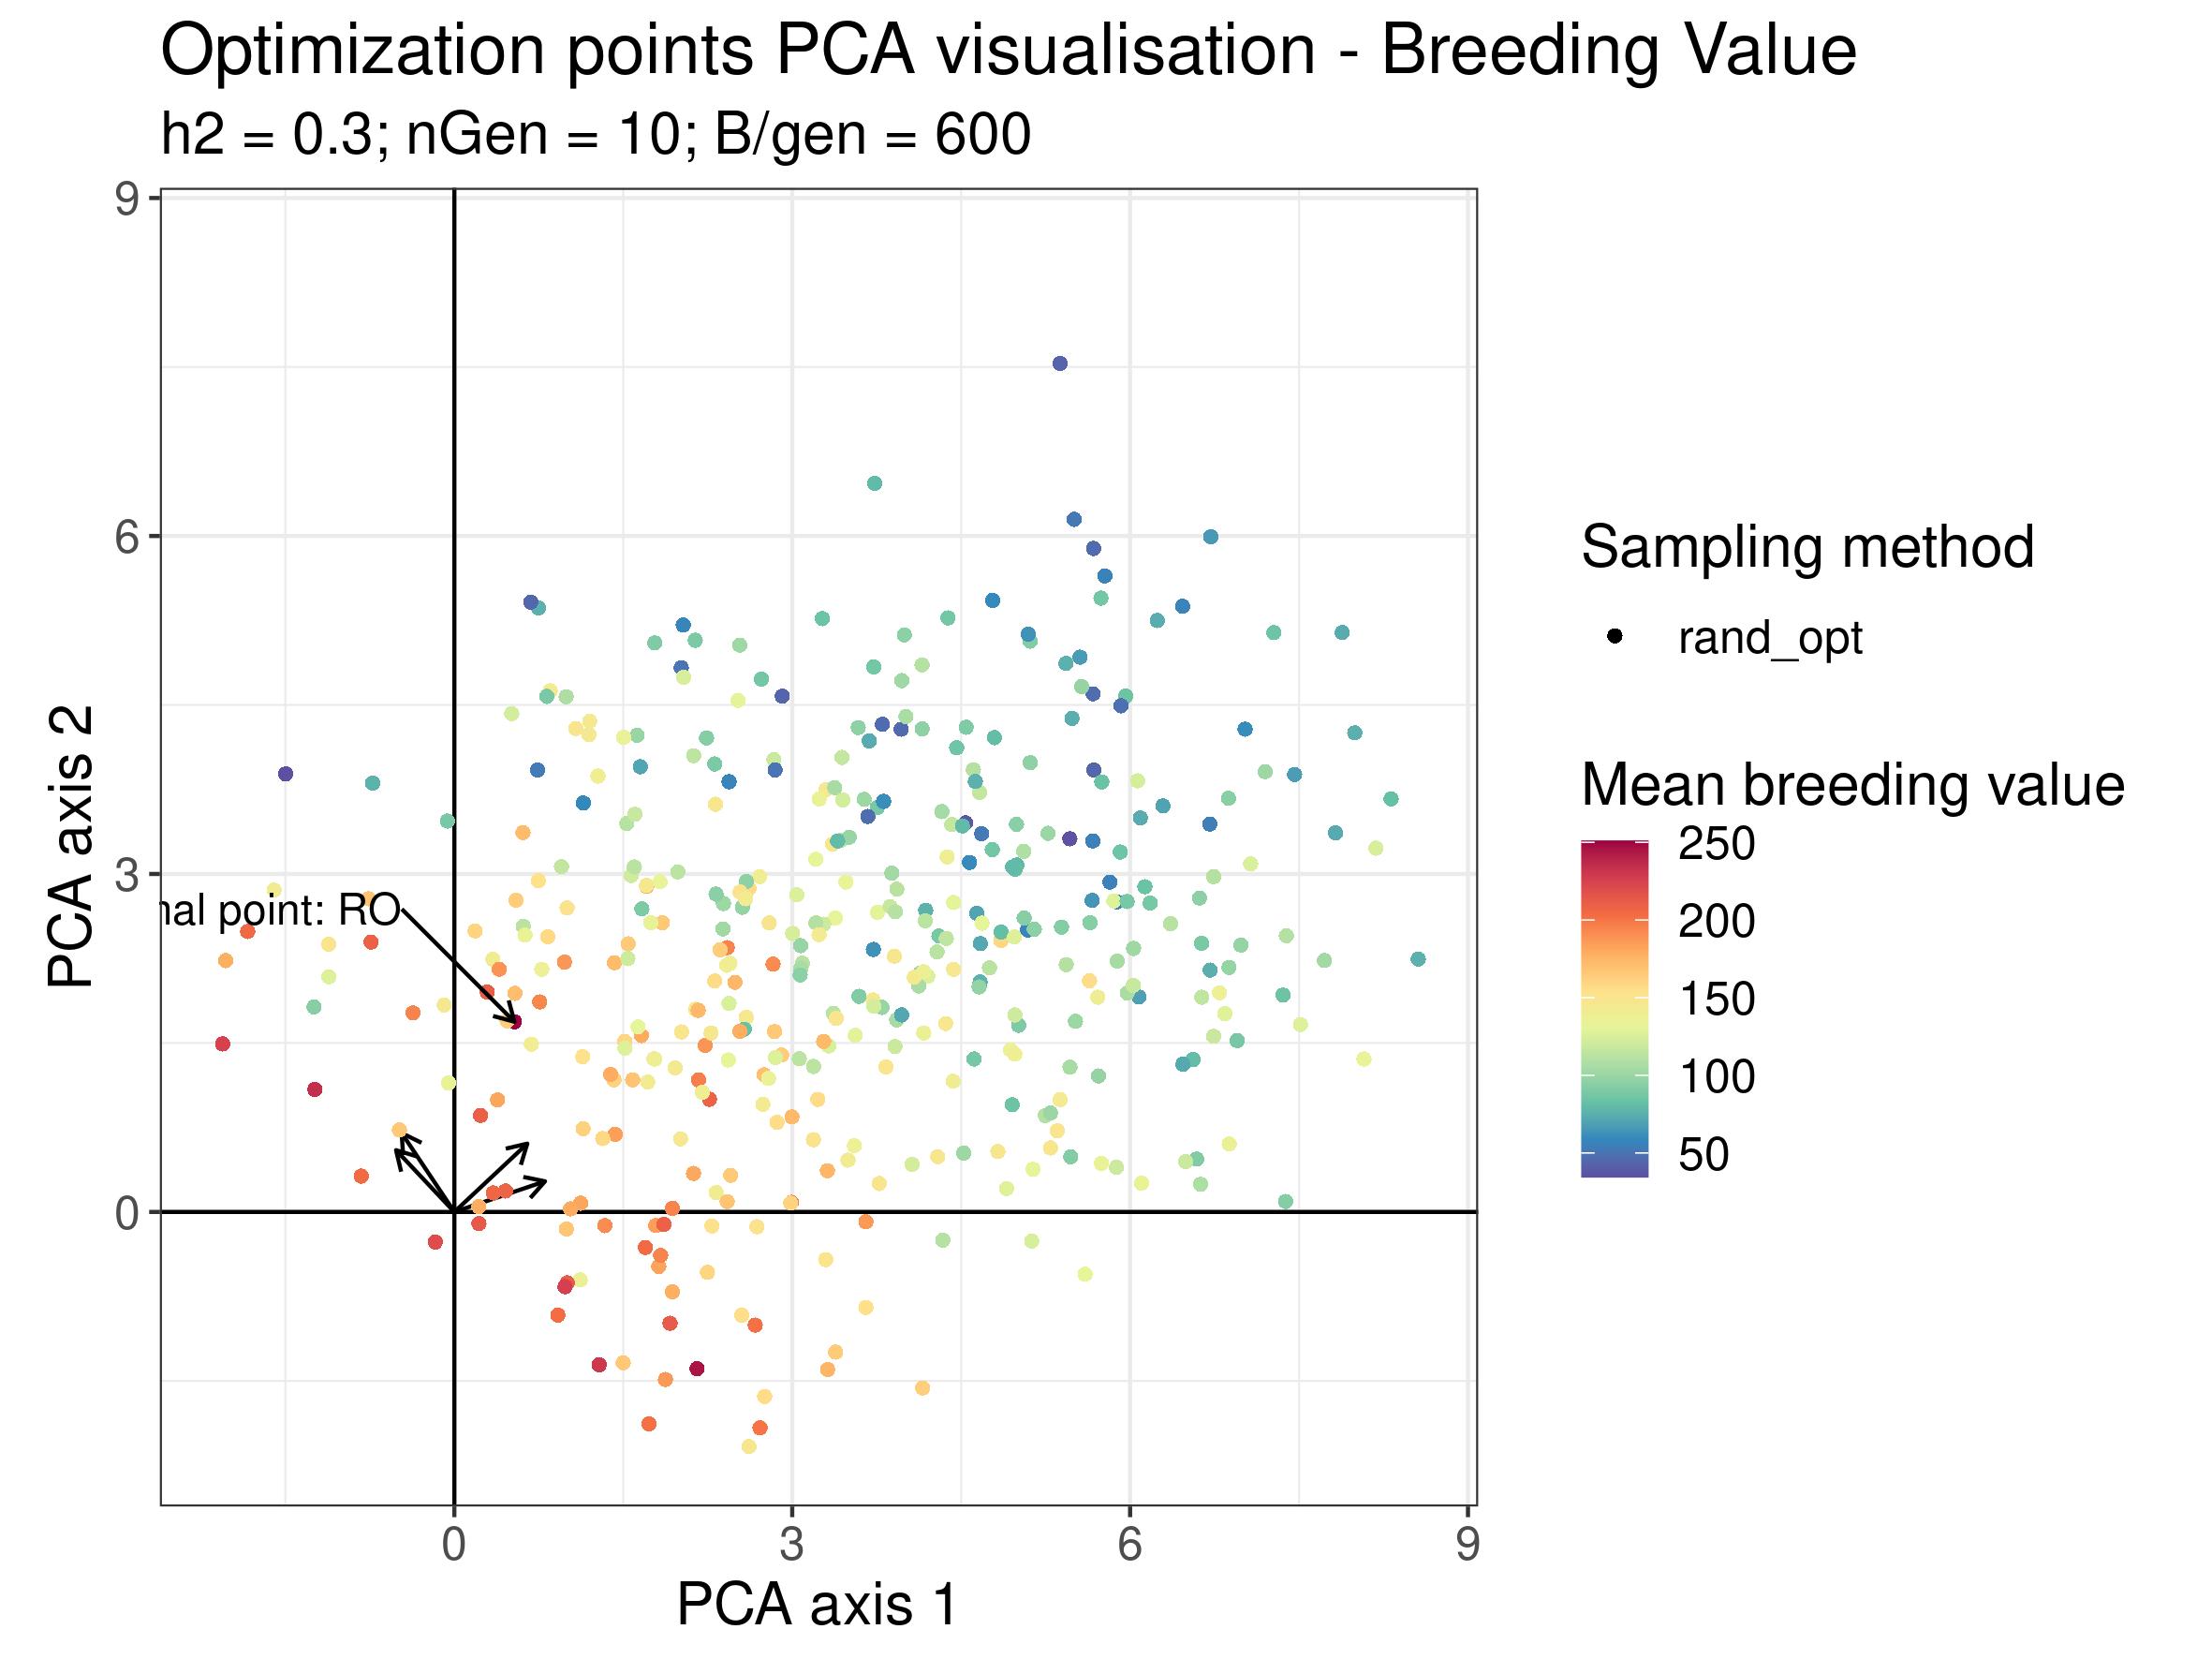 Optimization points PCA visualisation - Breeding Value
h2 = 0.3; nGen = 10; B/gen = 600
9
6
3
0
PCA axis 2
point: RO
0
3
6
9
PCA axis 1
Sampling method
rand_opt
Mean breeding value
250
200
150
100
50